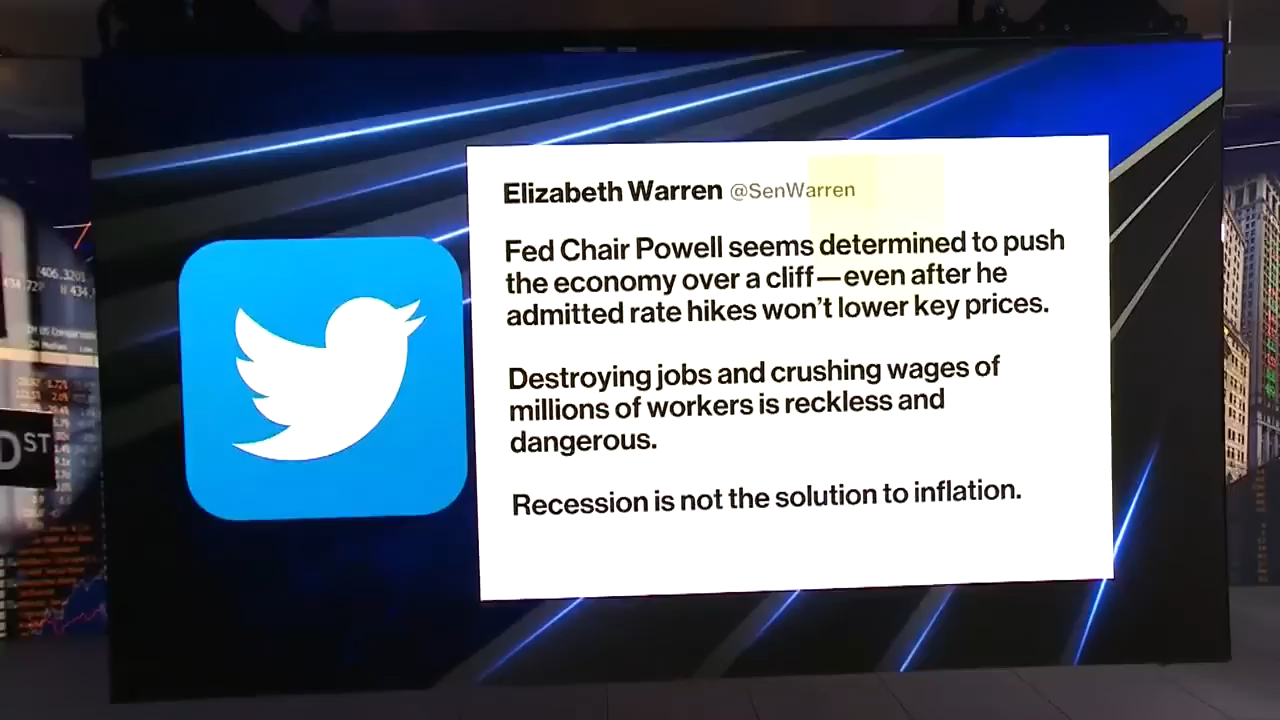 Elizabeth Warren @SenWarren
Fed Chair Powell seems determined to push
the economy over a cliff—even after he
admitted rate hikes won't lower key prices.
Destroying jobs and crushing wages of
millions of workers is reckless and
dangerous.
Recession is not the solution to inflation.
D ST